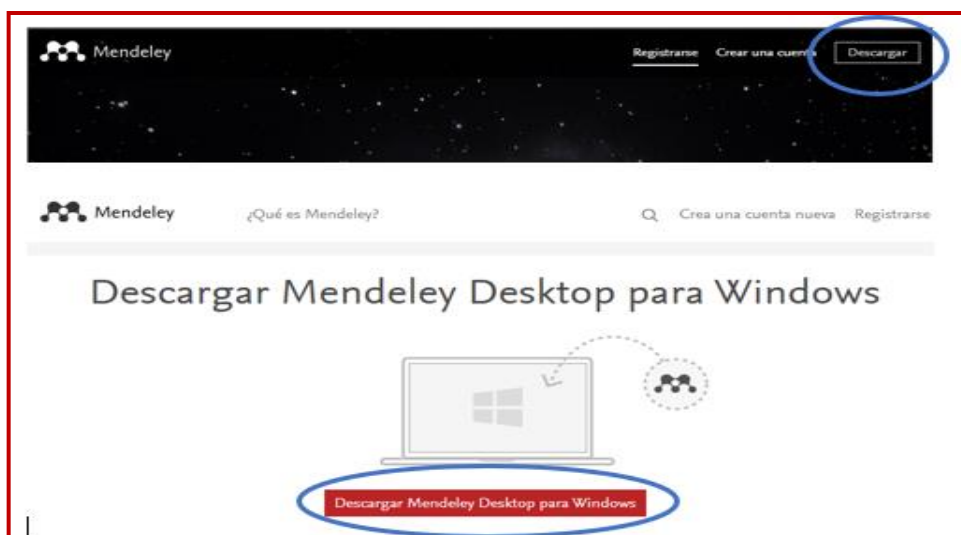 Mendeley Registrarse Crear una cuenta Descargar
Mendeley ¿Qué es Mendeley? Crea una cuenta nueva Registrarse
Descargar Mendeley Desktop para Windows
Descargar Mendeley Desktop para Windows